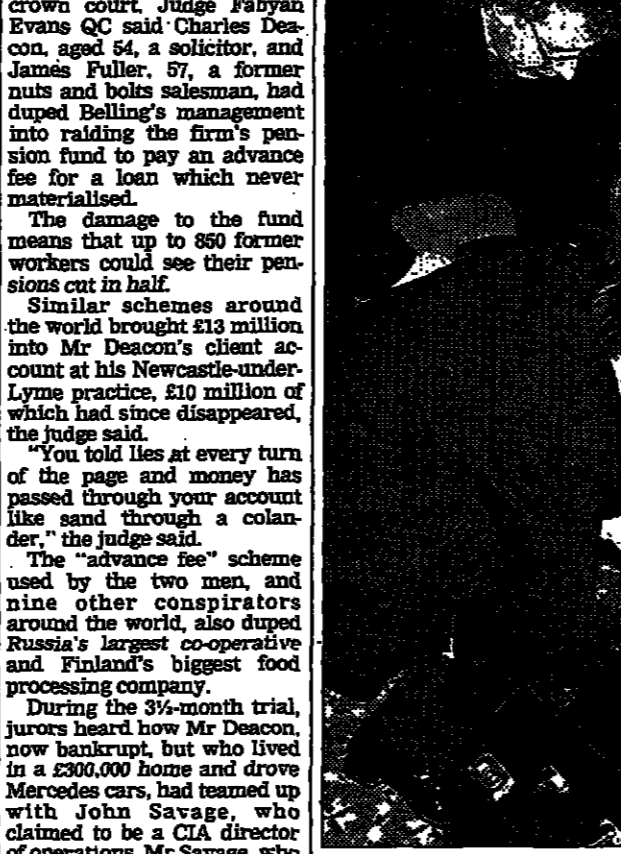 crown court, Judge Fabyan
Evans QC said Charles Dea-
con, aged 54, a solicitor, and
James Fuller, 57, a former
nuts and bolts salesman, had
duped Belling's management
into raiding the firm's pen-
sion fund to pay an advance
fee for a loan which never
materialised.
The damage to the fund
means that up to 850 former
workers could see their pen-
sions cut in half.
Similar schemes around
the world brought £13 million
into Mr Deacon's client ac-
count at his Newcastle-under-
Lyme practice, £10 million of
which had since disappeared,
the judge said.
"You told lies at every turn
of the page and money has
passed through your account
like sand through a colan-
der," the judge said.
The "advance fee" scheme
used by the two men, and
nine other conspirators
around the world, also duped
Russia's largest co-operative
and Finland's biggest food
processing company.
During the 3½-month trial,
jurors heard how Mr Deacon,
now bankrupt, but who lived
in a £300,000 home and drove
Mercedes cars, had teamed up
with John Savage, who
claimed to be a CIA director
of operations. Mr Savage, who